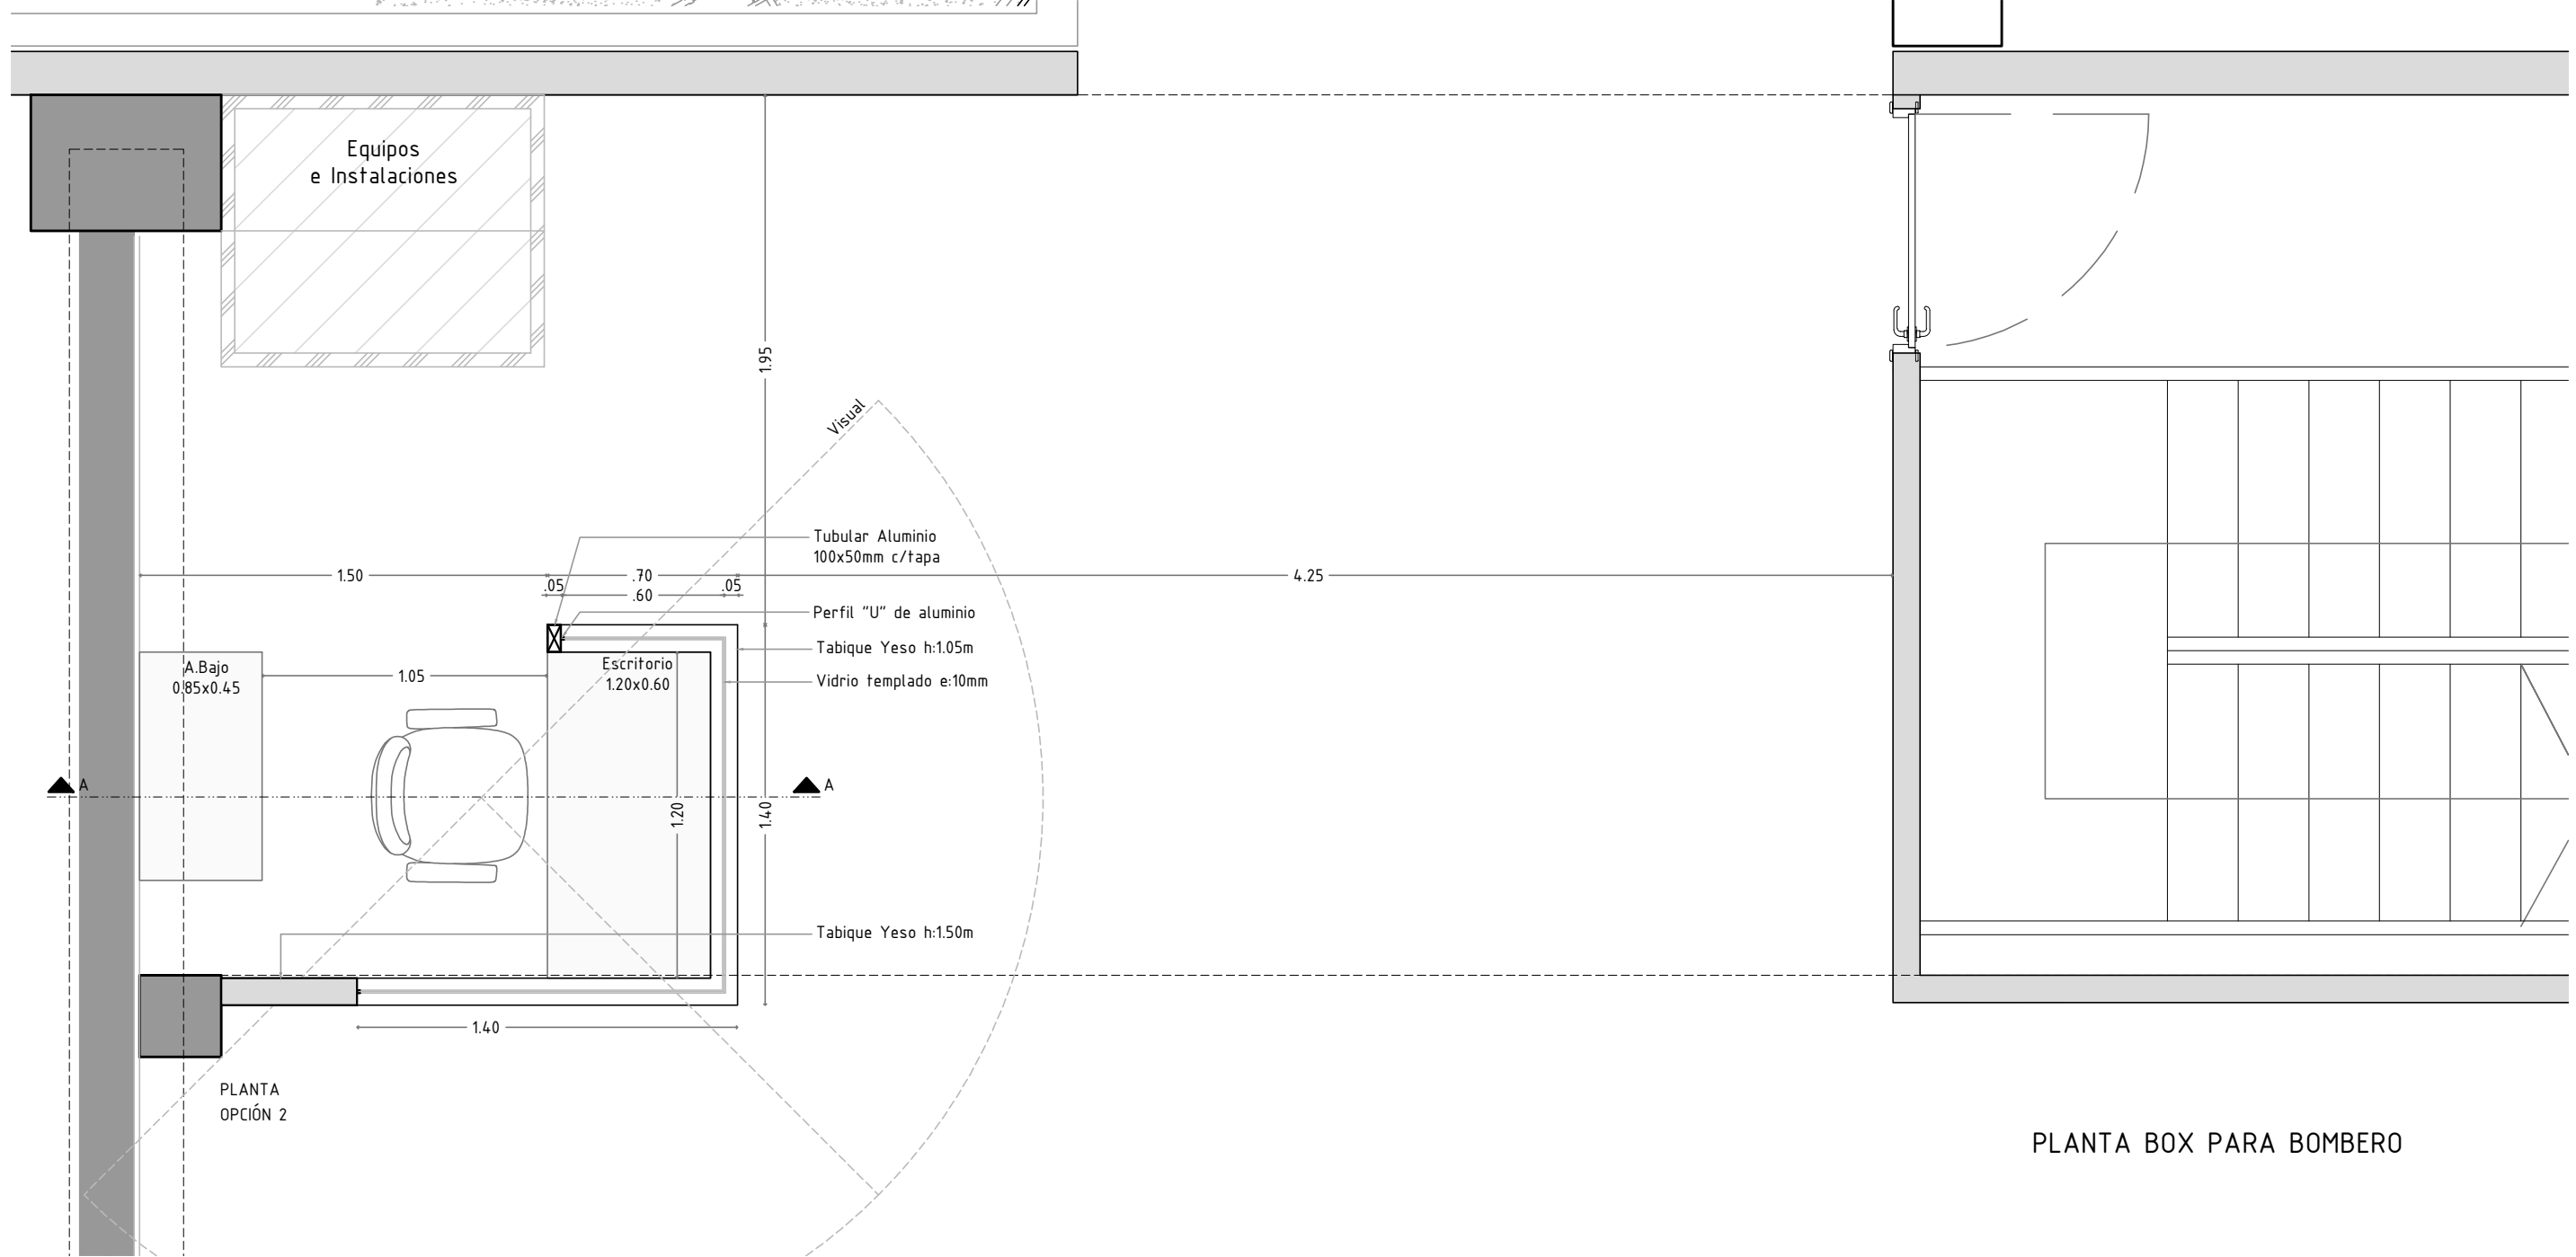 Equipos
e Instalaciones
1.95
Visual
Tubular Aluminio
100x50mm c/tapa
1.50
.70
4.25
.05
.60
.05
Perfil "U" de aluminio
Tabique Yeso h:1.05m
A.Bajo
0.85x0.45
1.05
Escritorio
1.20x0.60
Vidrio templado e:10mm
A
A
1.20
1.40
Tabique Yeso h:1.50m
1.40
PLANTA
OPCIÓN 2
PLANTA BOX PARA BOMBERO